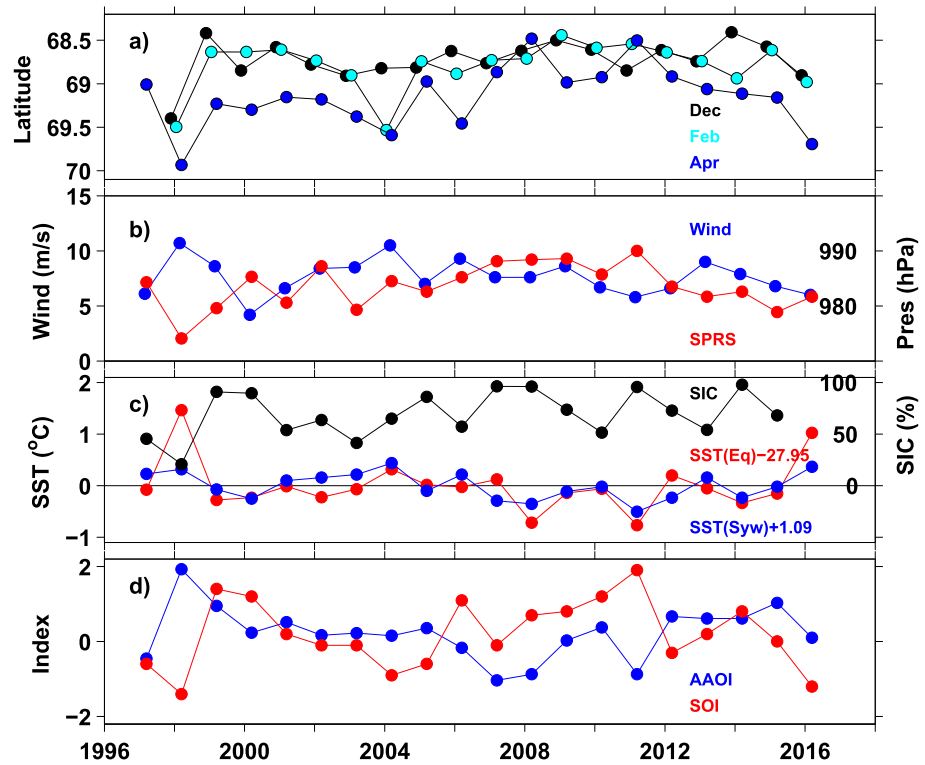 a)
68.5
69
69.5
70
Latitude
Dec
Feb
Apr
b)
15
10
5
0
Wind (m/s)
Wind
SPRS
990
980
Pres (hPa)
c)
2
1
0
−1
SST (°C)
SIC
SST(Eq)−27.95
SST(Syw)+1.09
100
50
0
SIC (%)
d)
2
0
−2
Index
AAOI
SOI
1996 2000 2004 2008 2012 2016